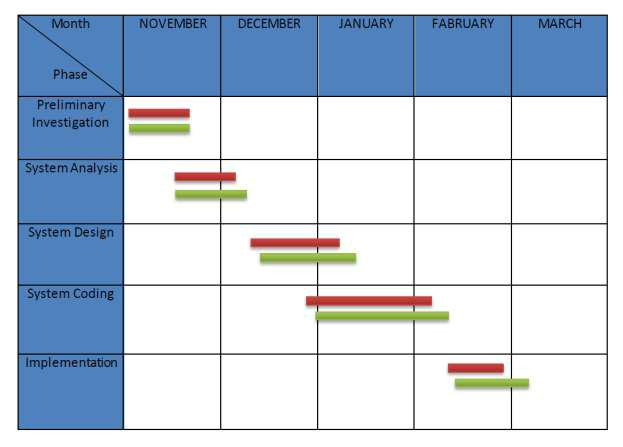 Month
NOVEMBER
DECEMBER
JANUARY
FABRUARY
MARCH
Phase
Preliminary
Investigation
System Analysis
System Design
System Coding
Implementation